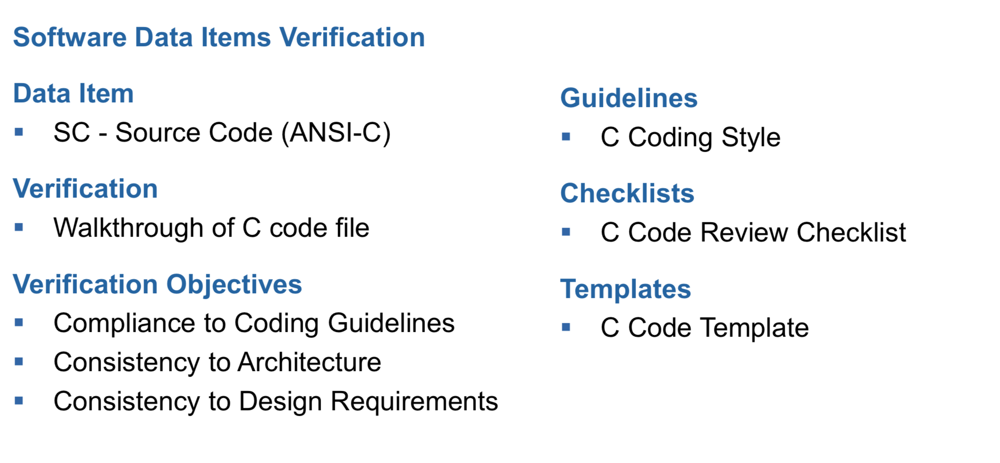 Software Data Items Verification
Data Item
▪ SC - Source Code (ANSI-C)
Verification
▪ Walkthrough of C code file
Verification Objectives
▪ Compliance to Coding Guidelines
▪ Consistency to Architecture
▪ Consistency to Design Requirements
Guidelines
▪ C Coding Style
Checklists
▪ C Code Review Checklist
Templates
▪ C Code Template